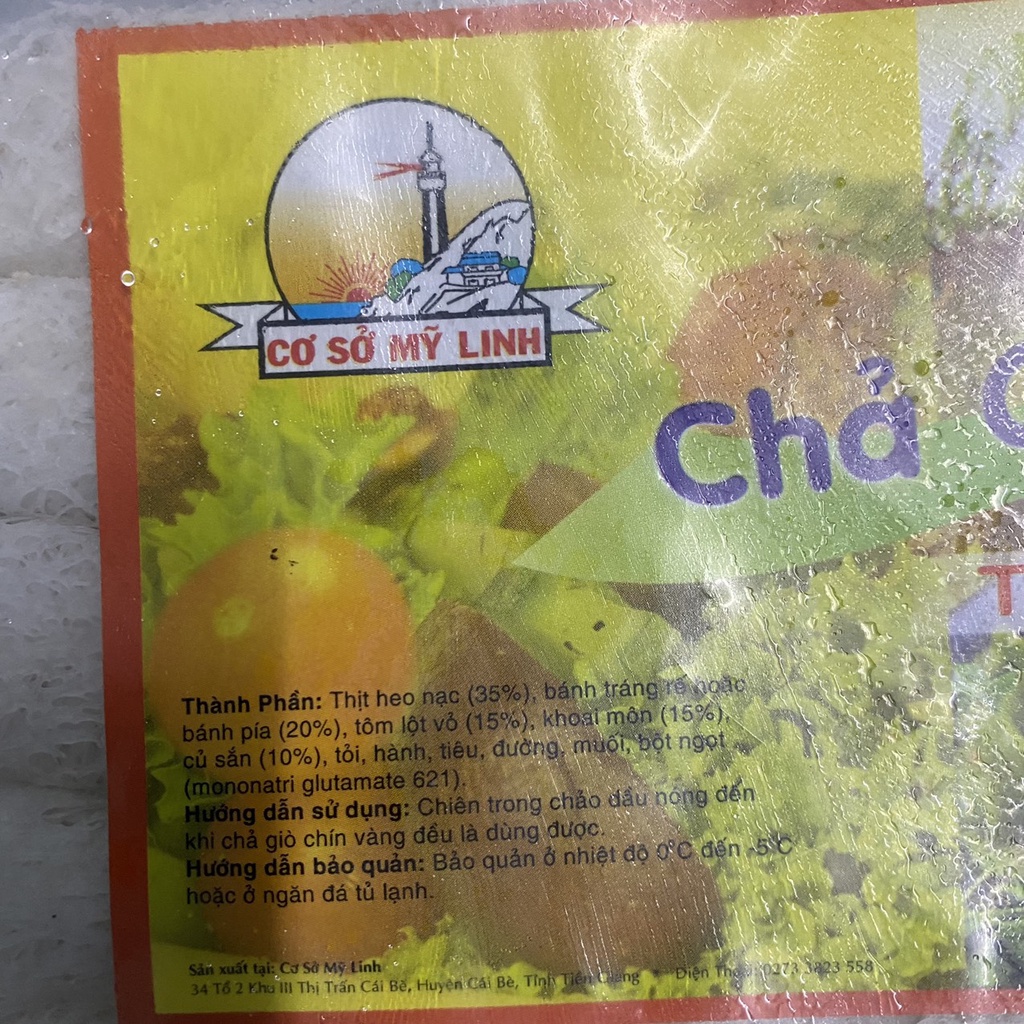 CƠ SỞ MỸ LINH
Chả
T
Thành Phần: Thịt heo nạc (35%), bánh tráng rế hoặc
bánh pía (20%), tôm lột vỏ (15%), khoai môn (15%),
củ sắn (10%), tỏi, hành, tiêu, đường, muối, bột ngọt
(mononatri glutamate 621).
Hướng dẫn sử dụng: Chiên trong chảo dầu nóng đến
khi chả giò chín vàng đều là dùng được.
Hướng dẫn bảo quản: Bảo quản ở nhiệt độ 0°C đến -5°C
hoặc ở ngăn đá tủ lạnh.
Sản xuất tại: Cơ Sở Mỹ Linh
34 Tổ 2 Khu III Thị Trấn Cái Bè, Huyện Cái Bè, Tỉnh Tiền Giang Điện Thoại: 0273 3823 558